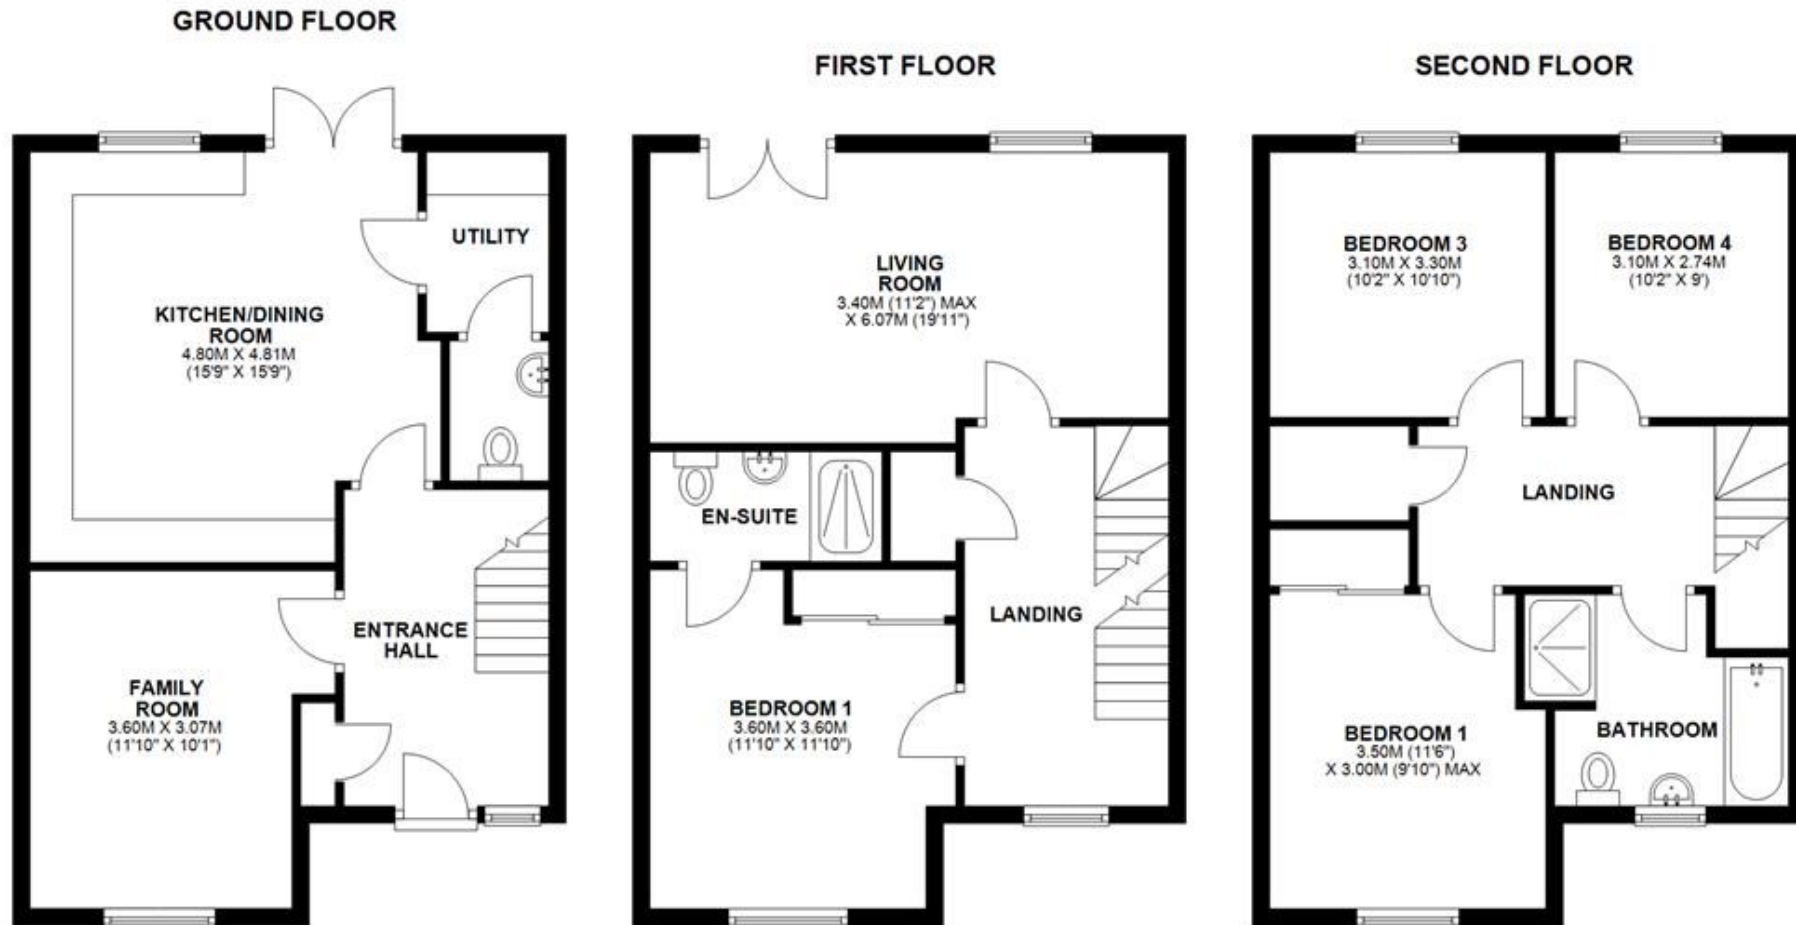 GROUND FLOOR
UTILITY
KITCHEN/DINING
ROOM
4.80M X 4.81M
(15'9" X 15'9")
ENTRANCE
HALL
FAMILY
ROOM
3.60M X 3.07M
(11'10" X 10'1")
FIRST FLOOR
LIVING
ROOM
3.40M (11'2") MAX
X 6.07M (19'11")
EN-SUITE
LANDING
BEDROOM 1
3.60M X 3.60M
(11'10" X 11'10")
SECOND FLOOR
BEDROOM 3
3.10M X 3.30M
(10'2" X 10'10")
BEDROOM 4
3.10M X 2.74M
(10'2" X 9')
LANDING
BEDROOM 1
3.50M (11'6")
X 3.00M (9'10") MAX
BATHROOM